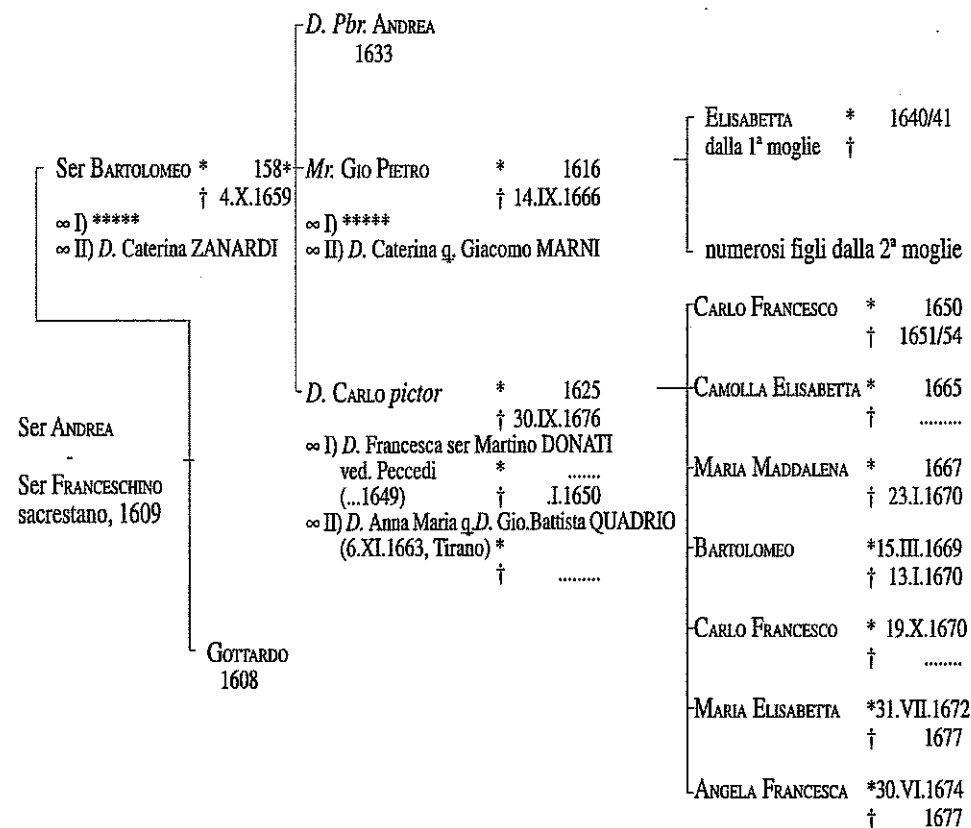 D. Pbr. ANDREA
1633
Ser BARTOLOMEO * 158*
† 4.X.1659
∞ I) *****
∞ II) D. Caterina ZANARDI
Mr. GIO PIETRO * 1616
† 14.IX.1666
∞ I) *****
∞ II) D. Caterina q. Giacomo MARNI
ELISABETTA * 1640/41
dalla 1ª moglie †
numerosi figli dalla 2ª moglie
Ser ANDREA
-
Ser FRANCESCHINO
sacrestano, 1609
D. CARLO pictor * 1625
† 30.IX.1676
∞ I) D. Francesca ser Martino DONATI
ved. Peccedi * .......
(...1649) † .I.1650
∞ II) D. Anna Maria q.D. Gio.Battista QUADRIO
(6.XI.1663, Tirano) *
† .........
CARLO FRANCESCO * 1650
† 1651/54
CAMOLLA ELISABETTA * 1665
† .........
MARIA MADDALENA * 1667
† 23.I.1670
BARTOLOMEO *15.III.1669
† 13.I.1670
CARLO FRANCESCO * 19.X.1670
† ........
MARIA ELISABETTA *31.VII.1672
† 1677
ANGELA FRANCESCA *30.VI.1674
† 1677
GOTTARDO
1608